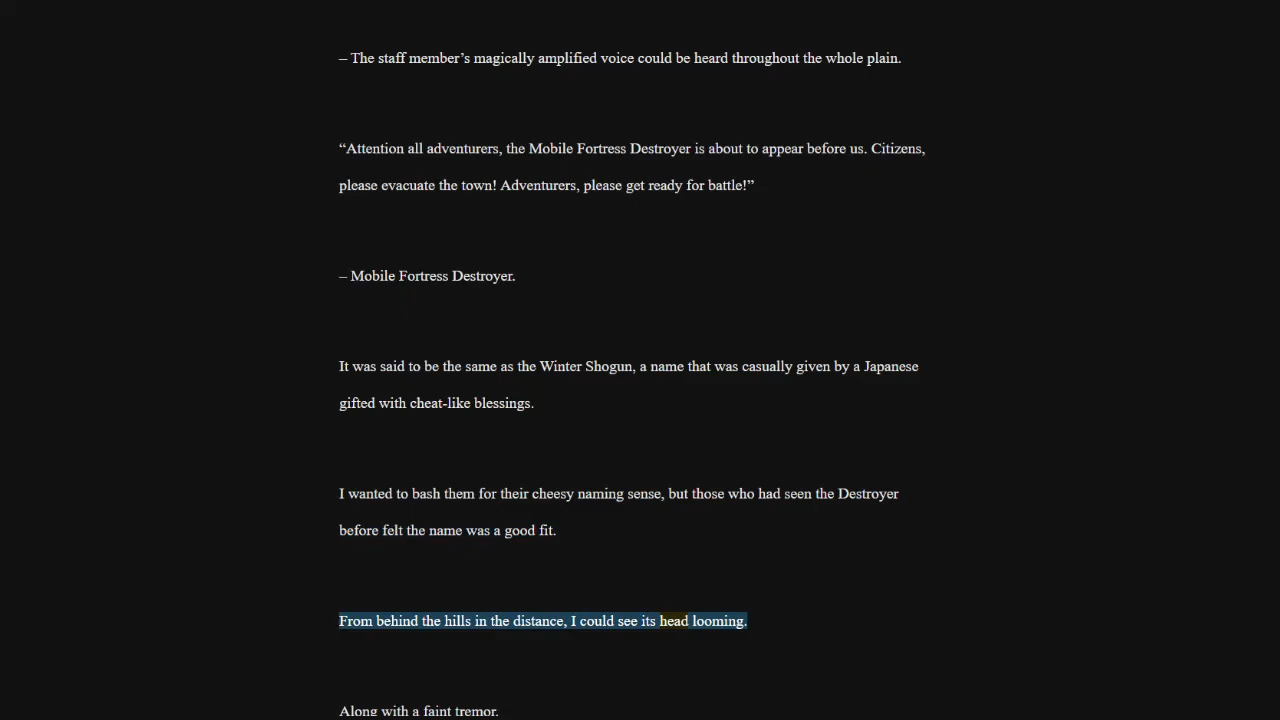 – The staff member’s magically amplified voice could be heard throughout the whole plain.
“Attention all adventurers, the Mobile Fortress Destroyer is about to appear before us. Citizens,
please evacuate the town! Adventurers, please get ready for battle!”
– Mobile Fortress Destroyer.
It was said to be the same as the Winter Shogun, a name that was casually given by a Japanese
gifted with cheat-like blessings.
I wanted to bash them for their cheesy naming sense, but those who had seen the Destroyer
before felt the name was a good fit.
From behind the hills in the distance, I could see its head looming.
Along with a faint tremor.